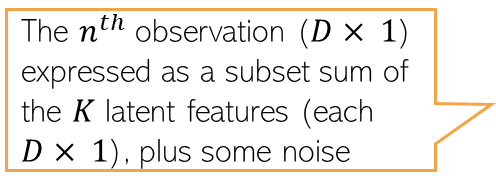 The nᵗʰ observation (D × 1)
expressed as a subset sum of
the K latent features (each
D × 1), plus some noise